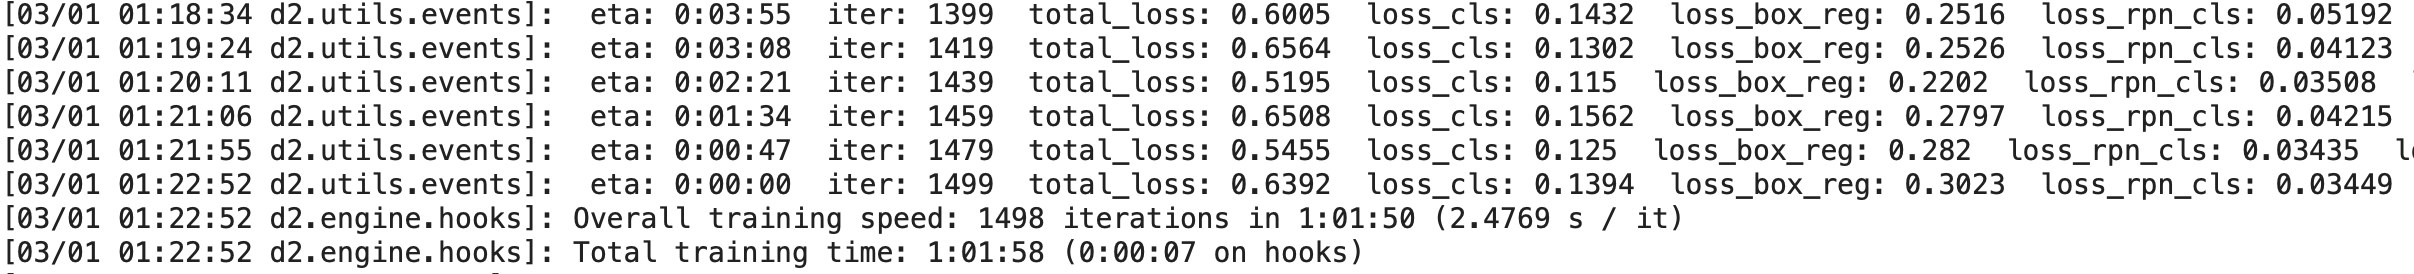 [03/01 01:18:34 d2.utils.events]:  eta: 0:03:55  iter: 1399  total_loss: 0.6005  loss_cls: 0.1432  loss_box_reg: 0.2516  loss_rpn_cls: 0.05192
[03/01 01:19:24 d2.utils.events]:  eta: 0:03:08  iter: 1419  total_loss: 0.6564  loss_cls: 0.1302  loss_box_reg: 0.2526  loss_rpn_cls: 0.04123
[03/01 01:20:11 d2.utils.events]:  eta: 0:02:21  iter: 1439  total_loss: 0.5195  loss_cls: 0.115  loss_box_reg: 0.2202  loss_rpn_cls: 0.03508
[03/01 01:21:06 d2.utils.events]:  eta: 0:01:34  iter: 1459  total_loss: 0.6508  loss_cls: 0.1562  loss_box_reg: 0.2797  loss_rpn_cls: 0.04215
[03/01 01:21:55 d2.utils.events]:  eta: 0:00:47  iter: 1479  total_loss: 0.5455  loss_cls: 0.125  loss_box_reg: 0.282  loss_rpn_cls: 0.03435
[03/01 01:22:52 d2.utils.events]:  eta: 0:00:00  iter: 1499  total_loss: 0.6392  loss_cls: 0.1394  loss_box_reg: 0.3023  loss_rpn_cls: 0.03449
[03/01 01:22:52 d2.engine.hooks]: Overall training speed: 1498 iterations in 1:01:50 (2.4769 s / it)
[03/01 01:22:52 d2.engine.hooks]: Total training time: 1:01:58 (0:00:07 on hooks)